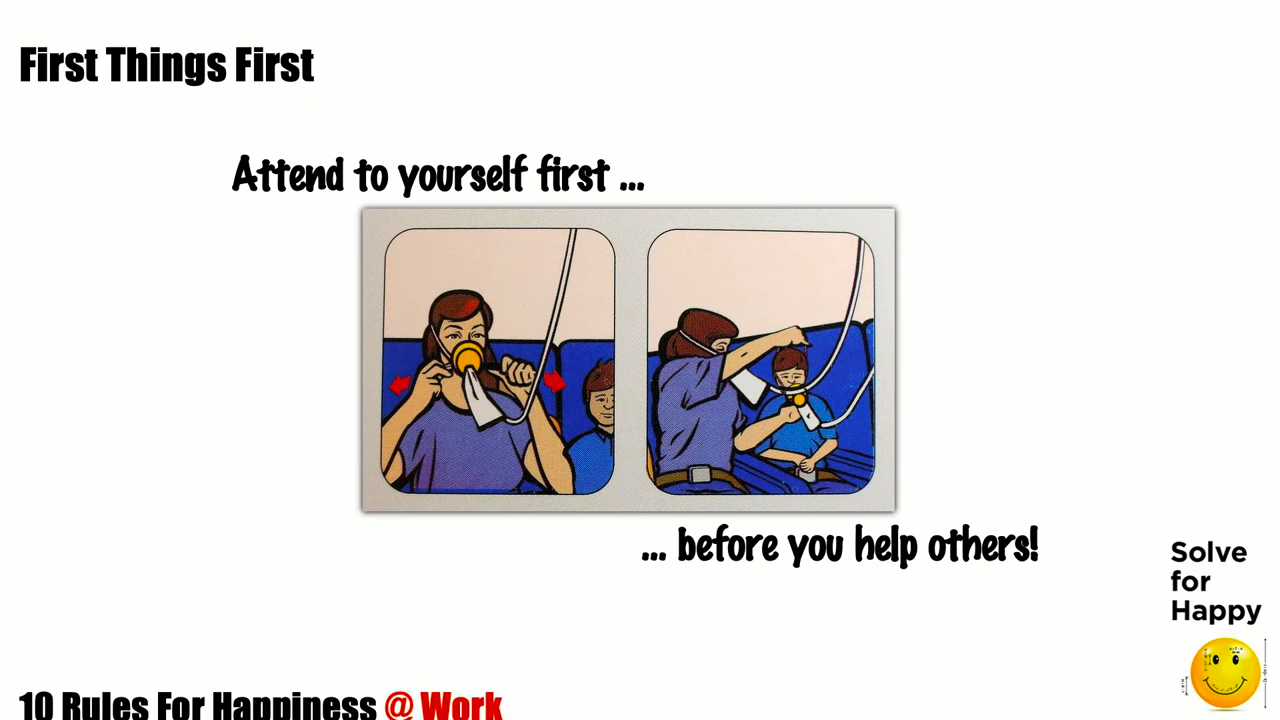 First Things First
Attend to yourself first ...
... before you help others!
Solve
for
Happy
10 Rules For Happiness @ Work